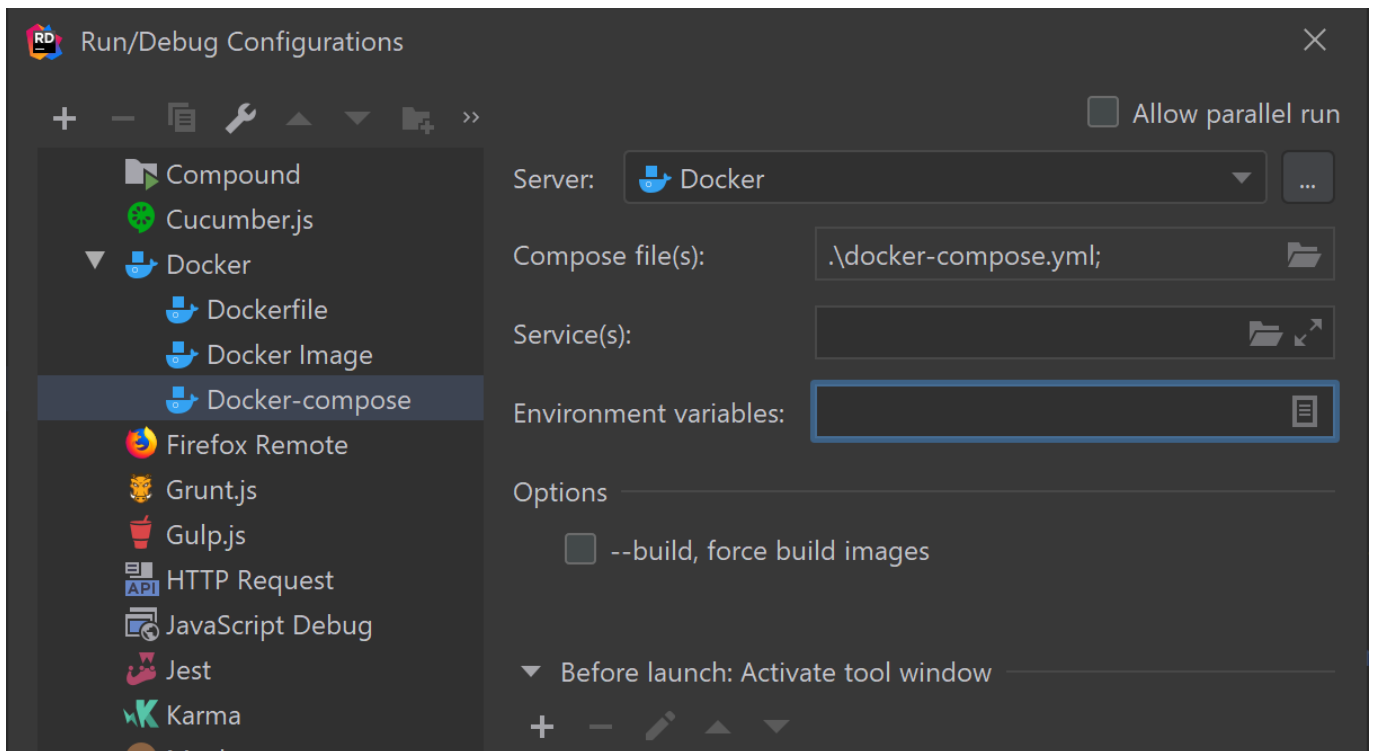 RD
Run/Debug Configurations
Allow parallel run
Compound
Cucumber.js
Docker
Dockerfile
Docker Image
Docker-compose
Firefox Remote
Grunt.js
Gulp.js
API
HTTP Request
JavaScript Debug
Jest
Karma
Server:
Docker
...
Compose file(s):
.\docker-compose.yml;
Service(s):
Environment variables:
Options
--build, force build images
Before launch: Activate tool window